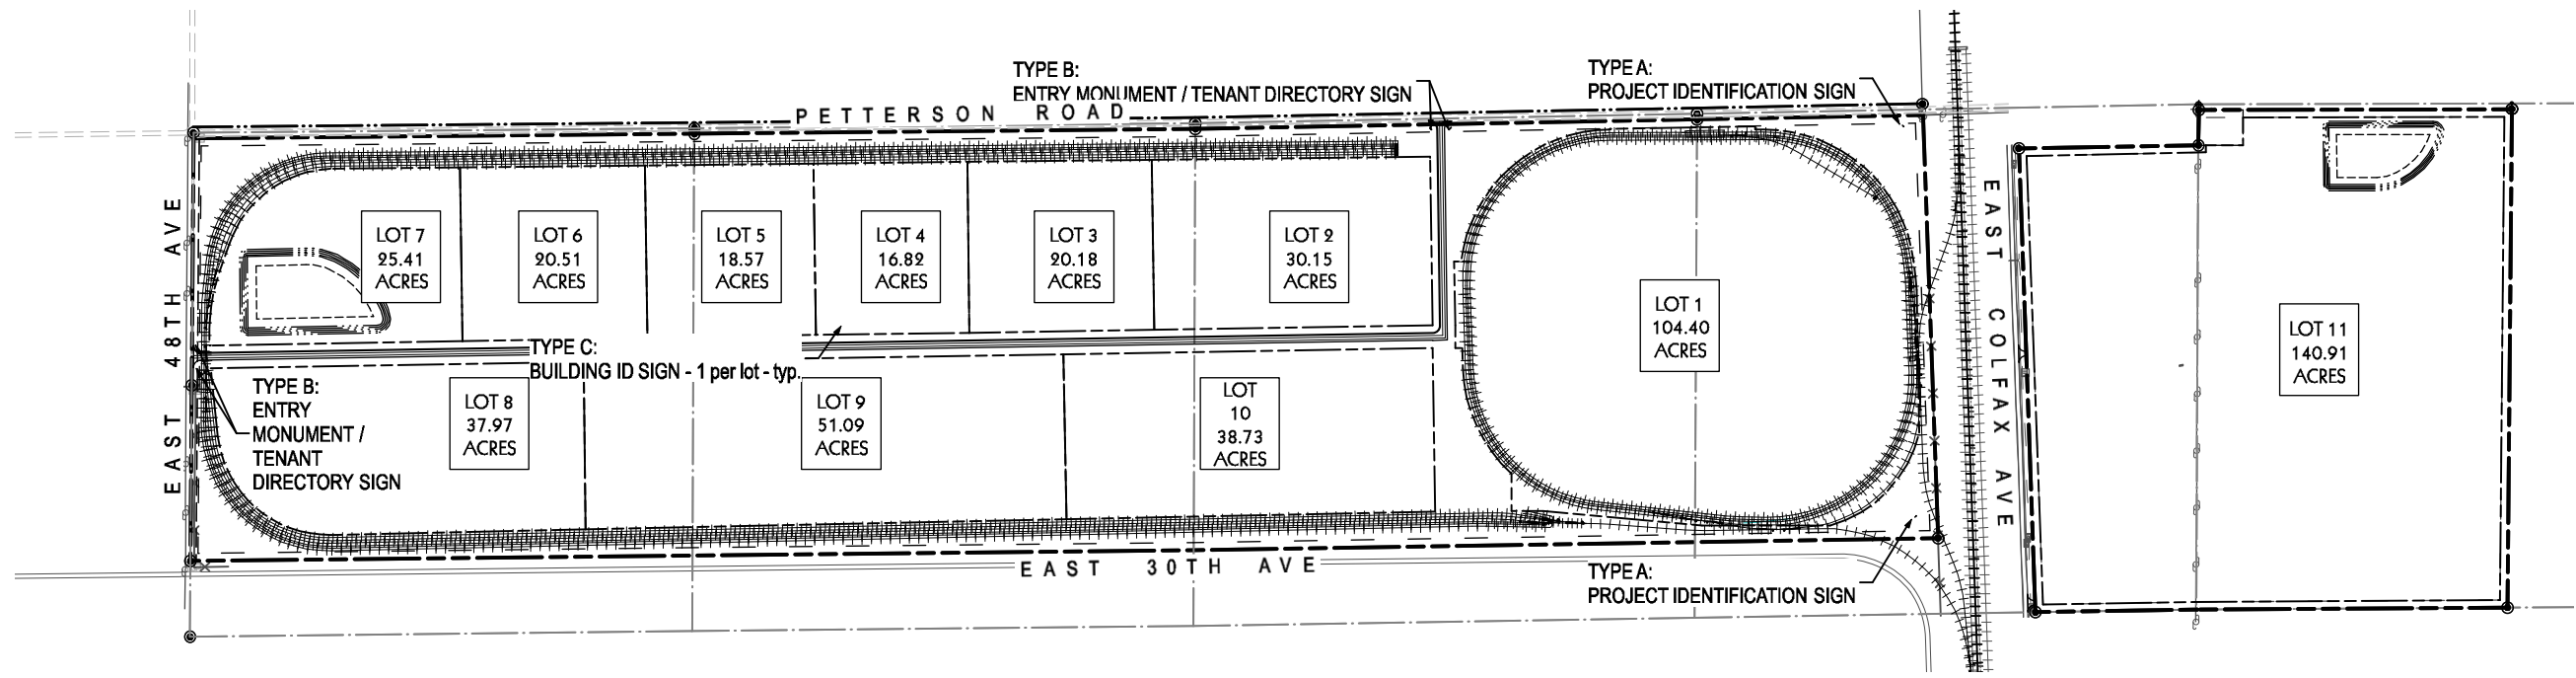 TYPE B:
ENTRY MONUMENT / TENANT DIRECTORY SIGN
TYPE A:
PROJECT IDENTIFICATION SIGN
PETTERSON ROAD
EAST 48TH AVE
LOT 7
25.41
ACRES
LOT 6
20.51
ACRES
LOT 5
18.57
ACRES
LOT 4
16.82
ACRES
LOT 3
20.18
ACRES
LOT 2
30.15
ACRES
LOT 1
104.40
ACRES
EAST COLFAX AVE
LOT 11
140.91
ACRES
TYPE C:
BUILDING ID SIGN - 1 per lot - typ.
TYPE B:
ENTRY
MONUMENT /
TENANT
DIRECTORY SIGN
LOT 8
37.97
ACRES
LOT 9
51.09
ACRES
LOT
10
38.73
ACRES
EAST 30TH AVE
TYPE A:
PROJECT IDENTIFICATION SIGN